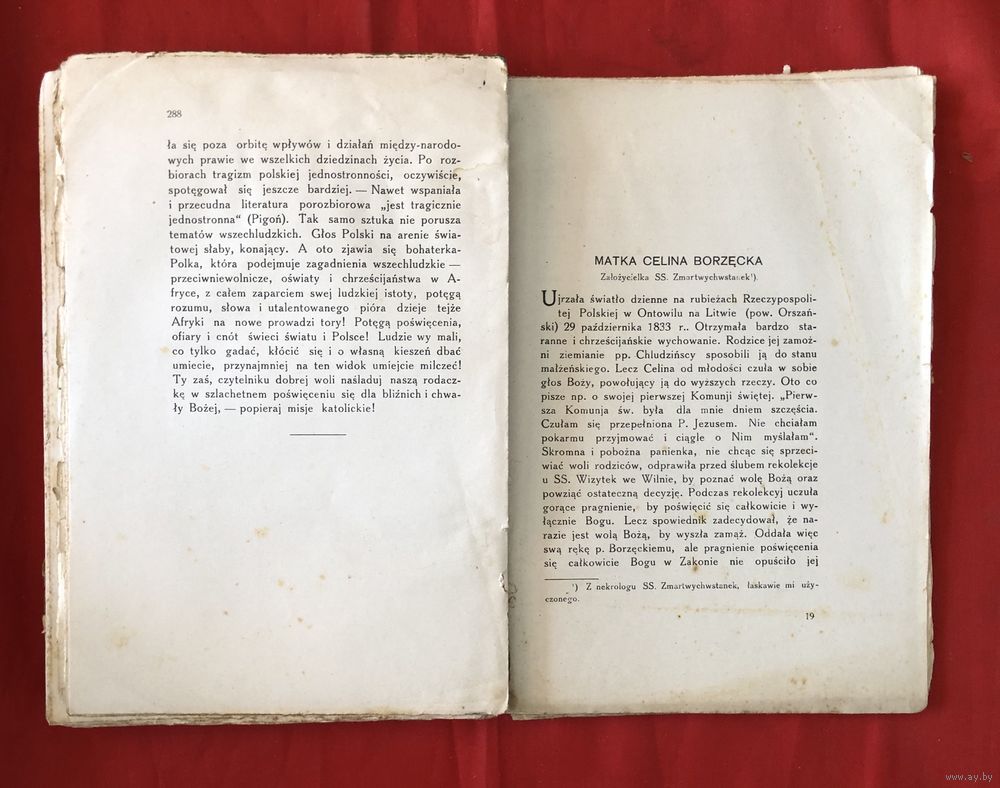 288
ła się poza orbitę wpływów i działań między-narodo-
wych prawie we wszelkich dziedzinach życia. Po roz-
biorach tragizm polskiej jednostronności, oczywiście,
spotęgował się jeszcze bardziej. — Nawet wspaniała
i przecudna literatura porozbiorowa „jest tragicznie
jednostronna“ (Pigoń). Tak samo sztuka nie porusza
tematów wszechludzkich. Głos Polski na arenie świa-
towej słaby, konający. A oto zjawia się bohaterka-
Polka, która podejmuje zagadnienia wszechludzkie —
przeciwniewolnicze, oświaty i chrześcijaństwa w A-
fryce, z całem zaparciem swej ludzkiej istoty, potęgą
rozumu, słowa i utalentowanego pióra dzieje tejże
Afryki na nowe prowadzi tory! Potęgą poświęcenia,
ofiary i cnót świeci światu i Polsce! Ludzie wy mali,
co tylko gadać, kłócić się i o własną kieszeń dbać
umiecie, przynajmniej na ten widok umiejcie milczeć!
Ty zaś, czytelniku dobrej woli naśladuj naszą rodacz-
kę w szlachetnem poświęceniu się dla bliźnich i chwa-
ły Bożej, — popieraj misje katolickie!
MATKA CELINA BORZĘCKA
Założycielka SS. Zmartwychwstanek¹).
Ujrzała światło dzienne na rubieżach Rzeczypospoli-
tej Polskiej w Ontowilu na Litwie (pow. Orszań-
ski) 29 października 1833 r.. Otrzymała bardzo sta-
ranne i chrześcijańskie wychowanie. Rodzice jej zamoż-
ni ziemianie pp. Chludzińscy sposobili ją do stanu
małżeńskiego. Lecz Celina od młodości czuła w sobie
głos Boży, powołujący ją do wyższych rzeczy. Oto co
pisze np. o swojej pierwszej Komunji świętej. „Pierw-
sza Komunja św. była dla mnie dniem szczęścia.
Czułam się przepełniona P. Jezusem. Nie chciałam
pokarmu przyjmować i ciągle o Nim myślałam“.
Skromna i pobożna panienka, nie chcąc się sprzeci-
wiać woli rodziców, odprawiła przed ślubem rekolekcje
u SS. Wizytek we Wilnie, by poznać wolę Bożą oraz
powziąć ostateczną decyzję. Podczas rekolekcyj uczuła
gorące pragnienie, by poświęcić się całkowicie i wy-
łącznie Bogu. Lecz spowiednik zadecydował, że na-
razie jest wolą Bożą, by wyszła zamąż. Oddała więc
swą rękę p. Borzęckiemu, ale pragnienie poświęcenia
się całkowicie Bogu w Zakonie nie opuściło jej
¹) Z nekrologu SS. Zmartwychwstanek, łaskawie mi uży-
czonego.
19
www.ay.by